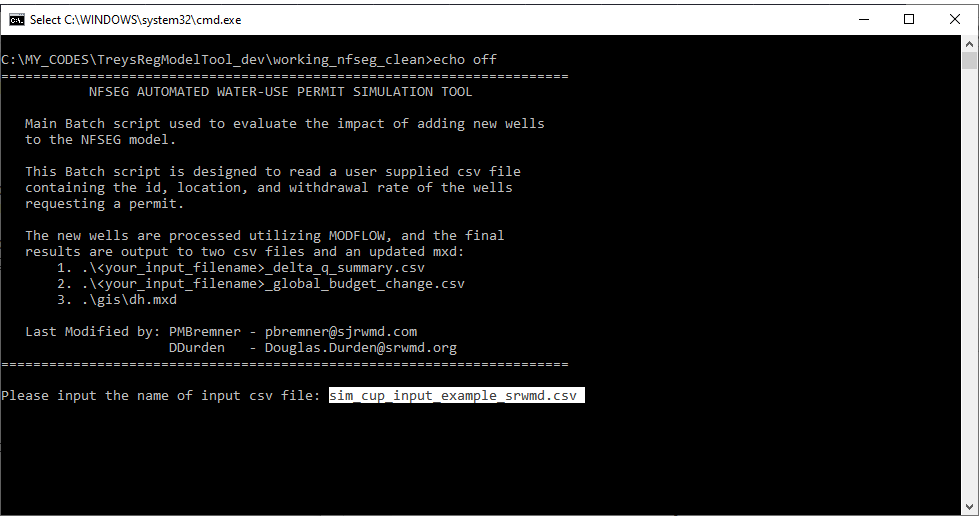 Select C:\WINDOWS\system32\cmd.exe
C:\MY_CODES\TreysRegModelTool_dev\working_nfseg_clean>echo off
=======================================================================
NFSEG AUTOMATED WATER-USE PERMIT SIMULATION TOOL
Main Batch script used to evaluate the impact of adding new wells
to the NFSEG model.
This Batch script is designed to read a user supplied csv file
containing the id, location, and withdrawal rate of the wells
requesting a permit.
The new wells are processed utilizing MODFLOW, and the final
results are output to two csv files and an updated mxd:
1. .\<your_input_filename>_delta_q_summary.csv
2. .\<your_input_filename>_global_budget_change.csv
3. .\gis\dh.mxd
Last Modified by: PMBremner - pbremner@sjrwmd.com
DDurden   - Douglas.Durden@srwmd.org
=======================================================================
Please input the name of input csv file: sim_cup_input_example_srwmd.csv